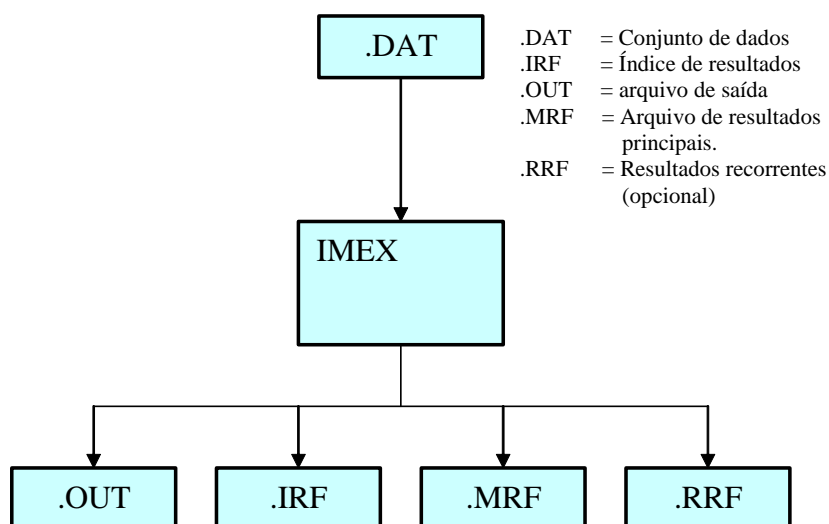 .DAT
.DAT = Conjunto de dados
.IRF = Índice de resultados
.OUT = arquivo de saída
.MRF = Arquivo de resultados
principais.
.RRF = Resultados recorrentes
(opcional)
IMEX
.OUT
.IRF
.MRF
.RRF